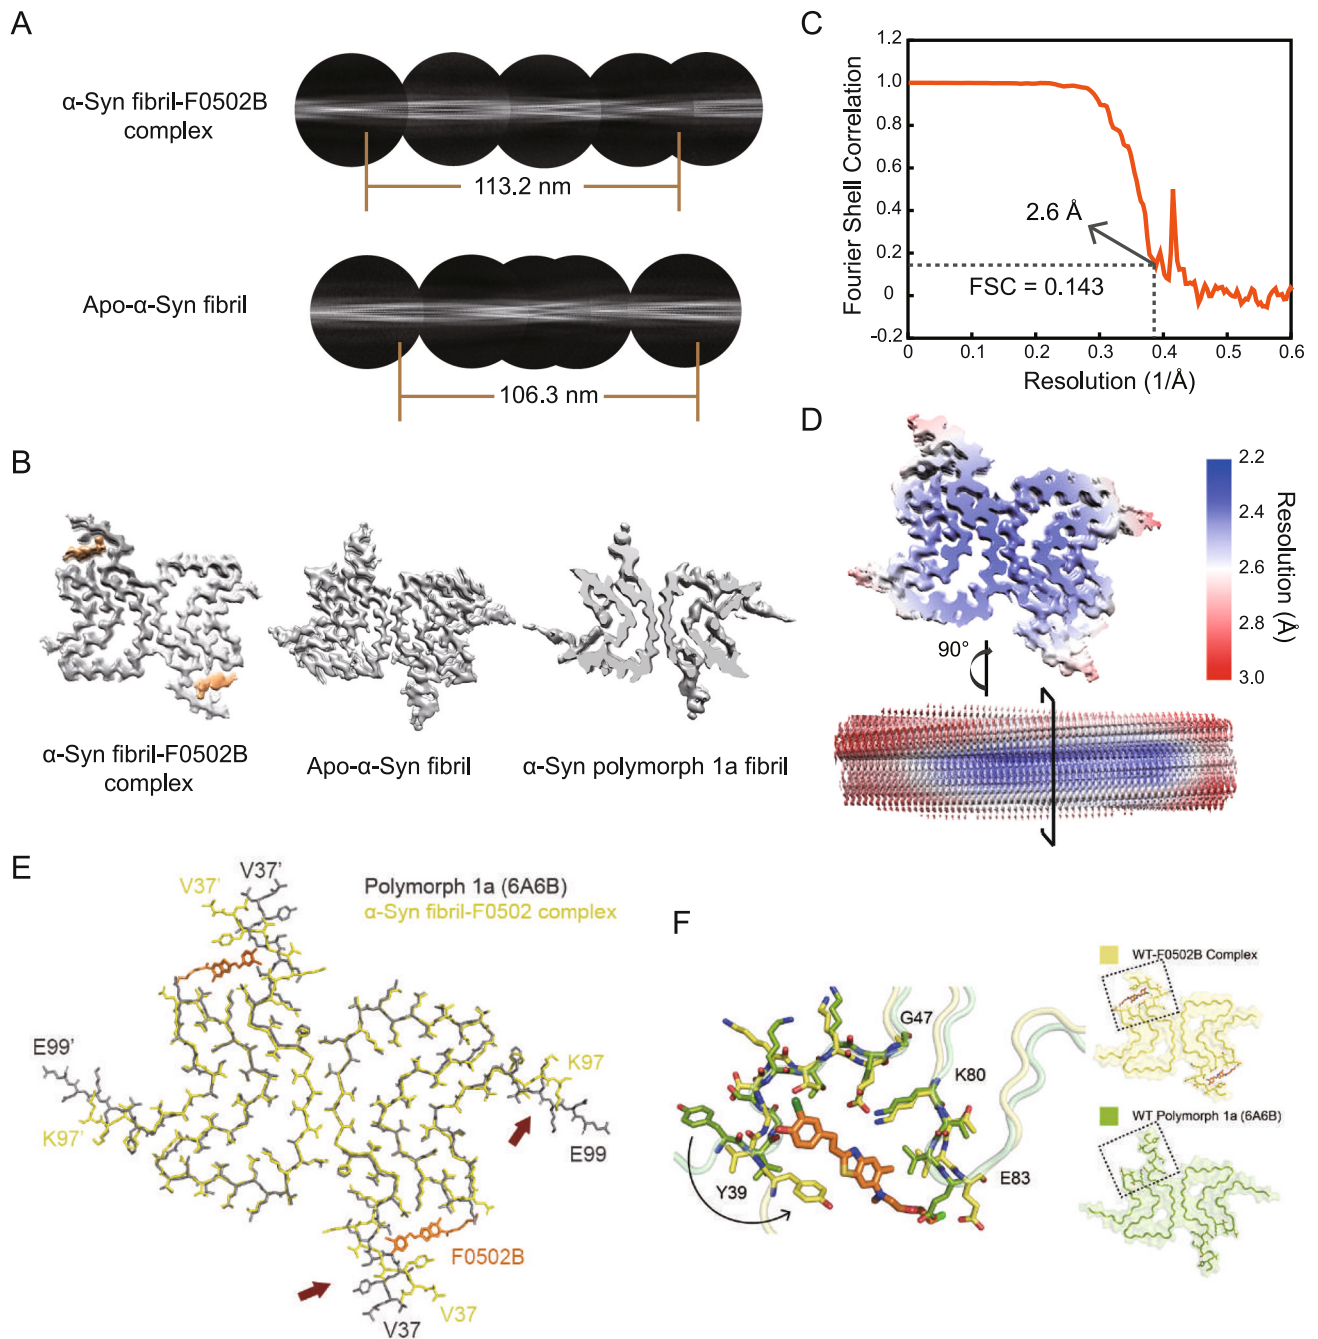 A
α-Syn fibril-F0502B
complex
113.2 nm
Apo-α-Syn fibril
106.3 nm
B
α-Syn fibril-F0502B
complex
Apo-α-Syn fibril
α-Syn polymorph 1a fibril
C
Fourier Shell Correlation
1.2
1.0
0.8
0.6
0.4
0.2
0
-0.2
2.6 Å
FSC = 0.143
0
0.1
0.2
0.3
0.4
0.5
0.6
Resolution (1/Å)
D
90°
2.2
2.4
2.6
2.8
3.0
Resolution (Å)
E
V37'
V37'
Polymorph 1a (6A6B)
α-Syn fibril-F0502 complex
E99'
K97'
K97
E99
F0502B
V37
V37
F
G47
K80
Y39
E83
WT-F0502B Complex
WT Polymorph 1a (6A6B)